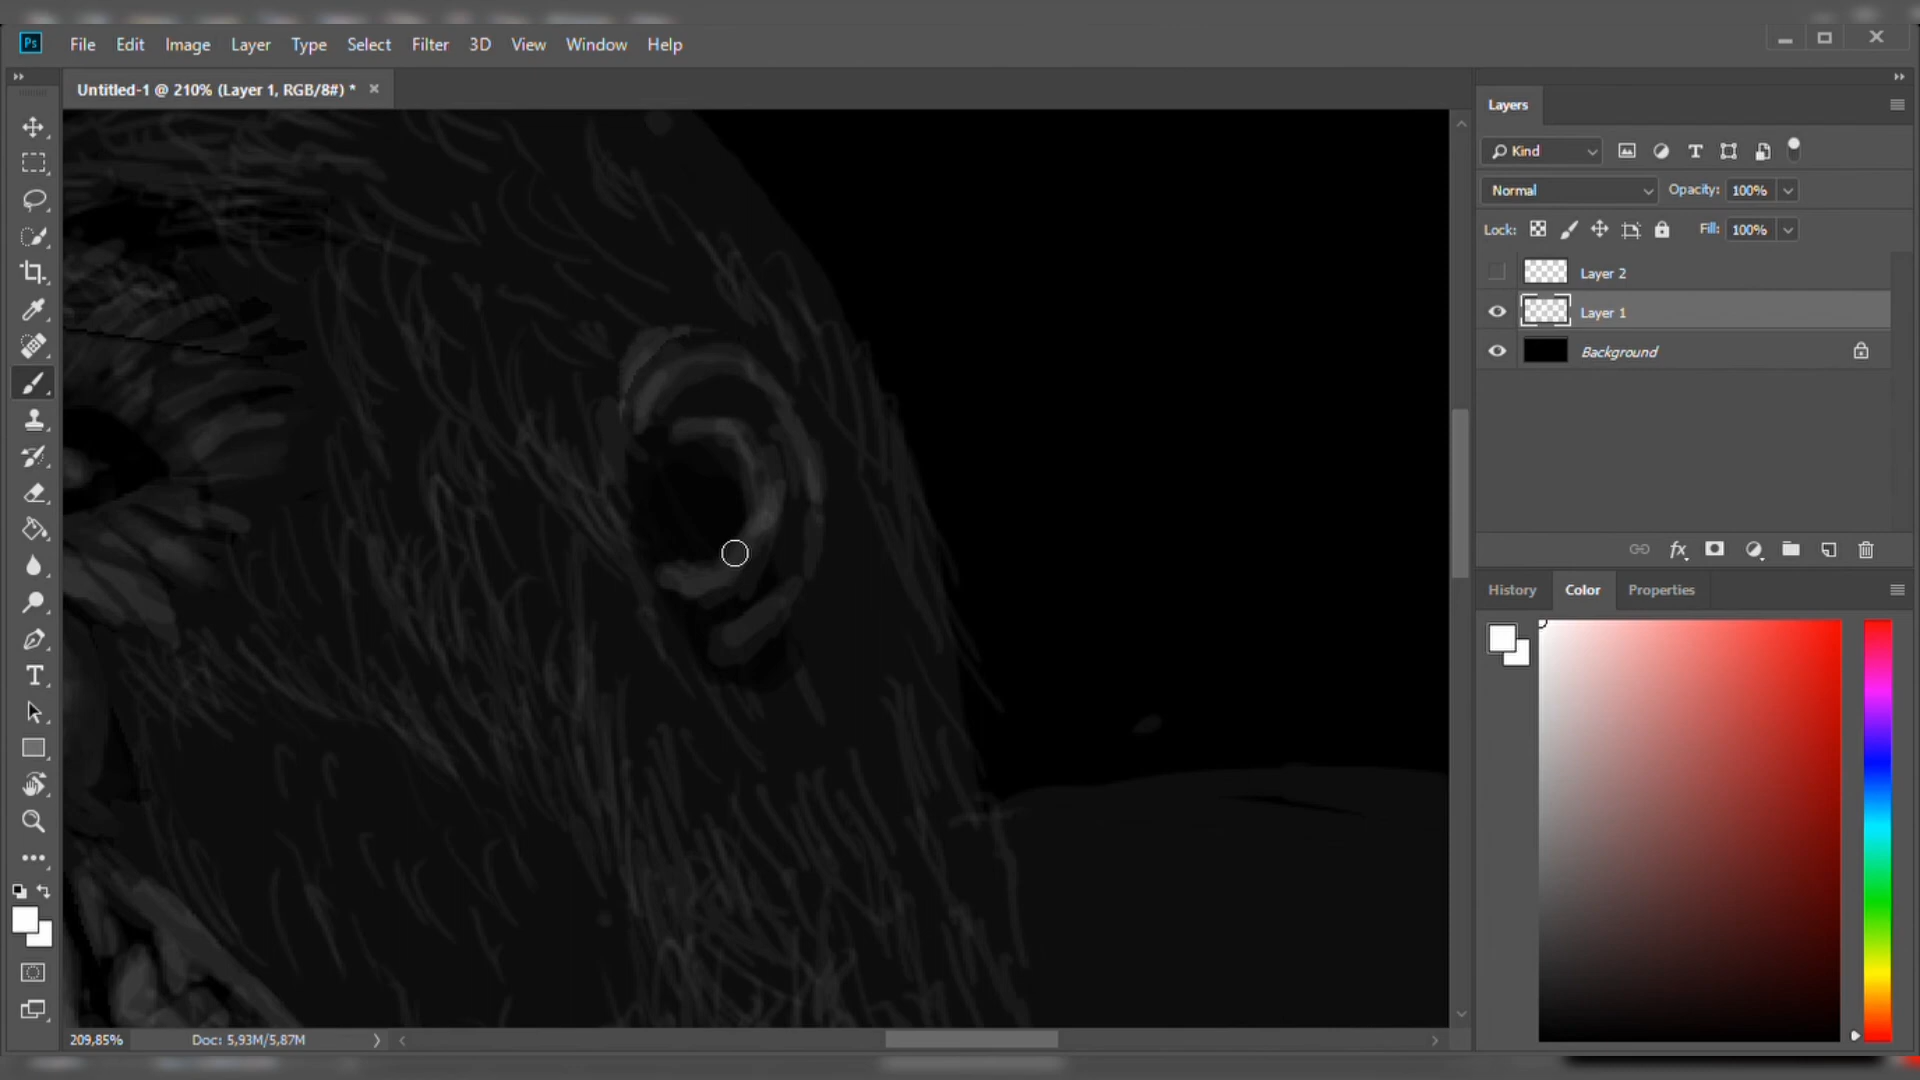 Ps File Edit Image Layer Type Select Filter 3D View Window Help
Untitled-1 @ 210% (Layer 1, RGB/8#) *
Layers
Kind
Normal Opacity: 100%
Lock: Fill: 100%
Layer 2
Layer 1
Background
fx
History Color Properties
209,85% Doc: 5,93M/5,87M